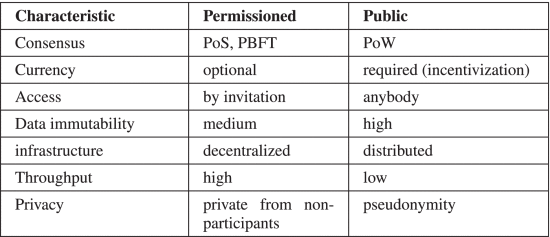 Characteristic Permissioned Public
Consensus PoS, PBFT PoW
Currency optional required (incentivization)
Access by invitation anybody
Data immutability medium high
infrastructure decentralized distributed
Throughput high low
Privacy private from non- pseudonymity
participants